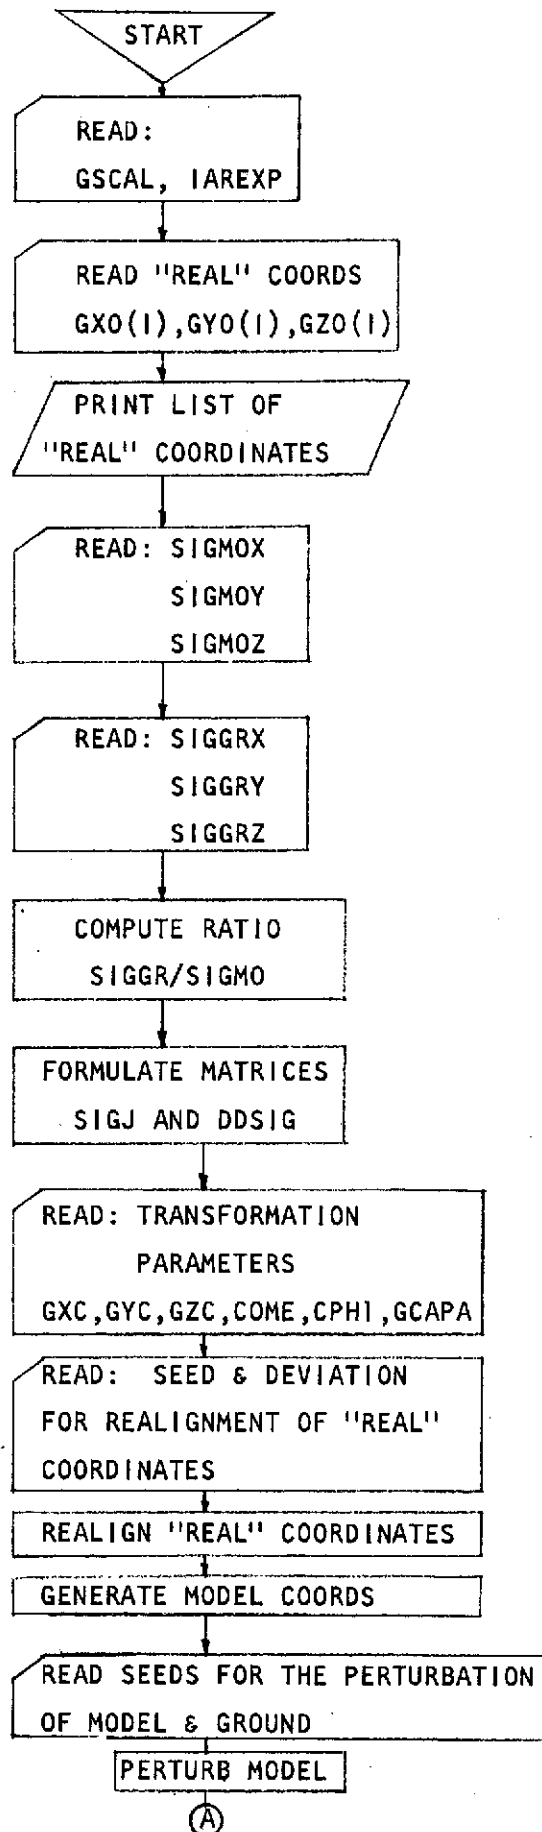 START
READ:
GSCAL, IAREXP
READ "REAL" COORDS
GXO(I),GYO(I),GZO(I)
PRINT LIST OF
"REAL" COORDINATES
READ: SIGMOX
SIGMOY
SIGMOZ
READ: SIGGRX
SIGGRY
SIGGRZ
COMPUTE RATIO
SIGGR/SIGMO
FORMULATE MATRICES
SIGJ AND DDSIG
READ: TRANSFORMATION
PARAMETERS
GXC,GYC,GZC,COME,CPHI,GCAPA
READ: SEED & DEVIATION
FOR REALIGNMENT OF "REAL"
COORDINATES
REALIGN "REAL" COORDINATES
GENERATE MODEL COORDS
READ SEEDS FOR THE PERTURBATION
OF MODEL & GROUND
PERTURB MODEL
A